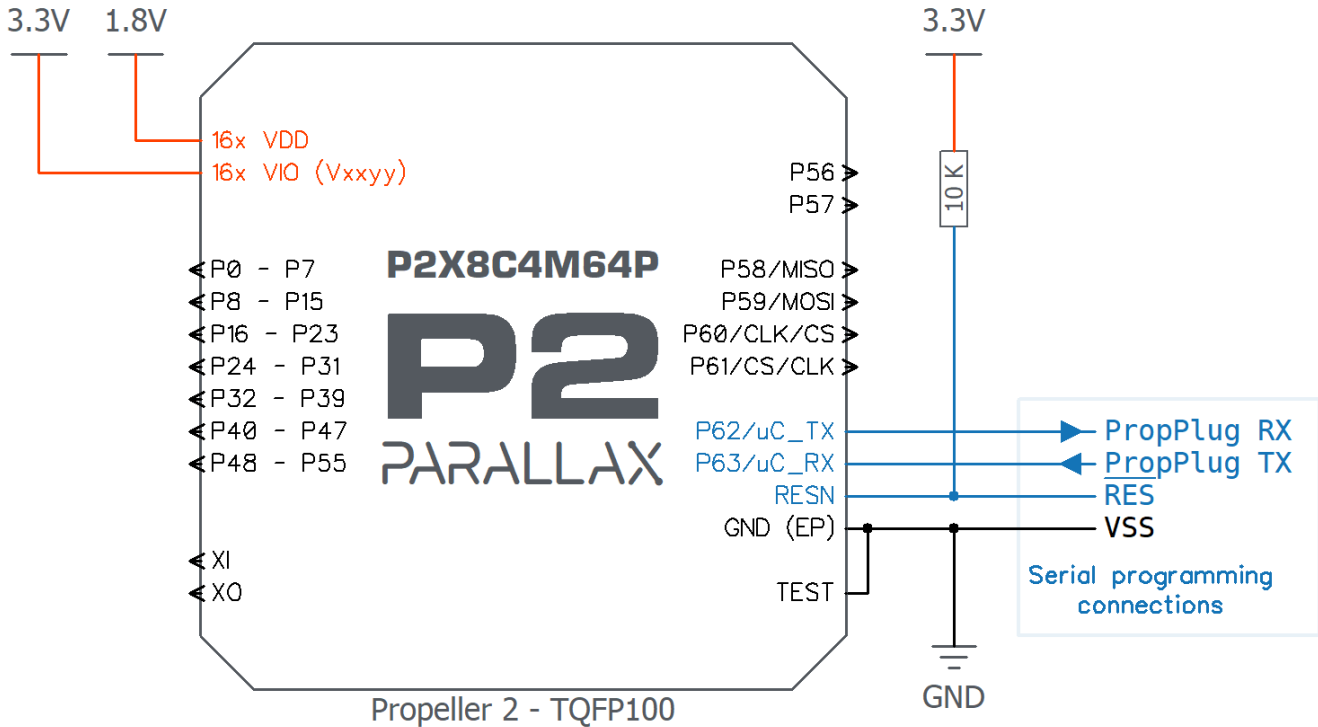 3.3V
1.8V
3.3V
16x VDD
16x VIO (Vxxyy)
P0 - P7
P8 - P15
P16 - P23
P24 - P31
P32 - P39
P40 - P47
P48 - P55
XI
XO
P2X8C4M64P
P2
PARALLAX
P56
P57
P58/MISO
P59/MOSI
P60/CLK/CS
P61/CS/CLK
P62/uC_TX
P63/uC_RX
RESN
GND (EP)
TEST
10 K
PropPlug RX
PropPlug TX
RES
VSS
Serial programming
connections
GND
Propeller 2 - TQFP100